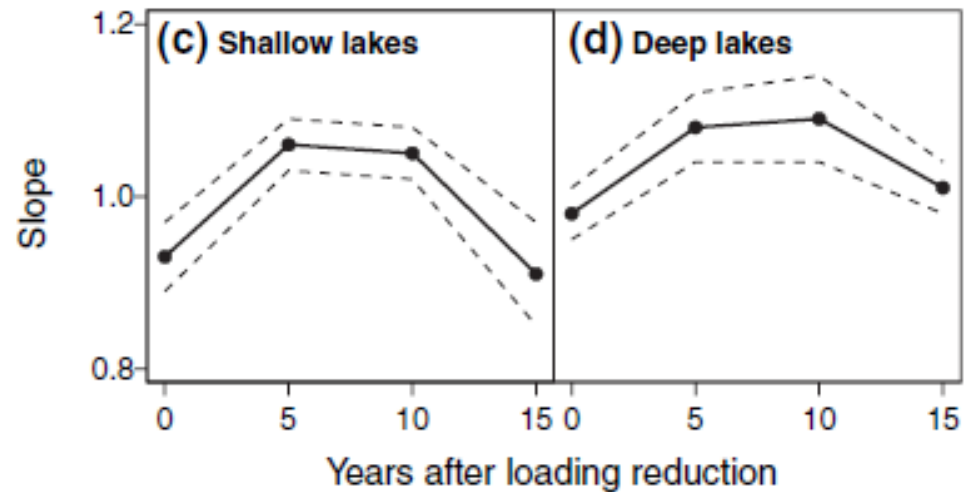 1.2
(c) Shallow lakes
(d) Deep lakes
1.0
Slope
0.8
0 5 10 15 0 5 10 15
Years after loading reduction